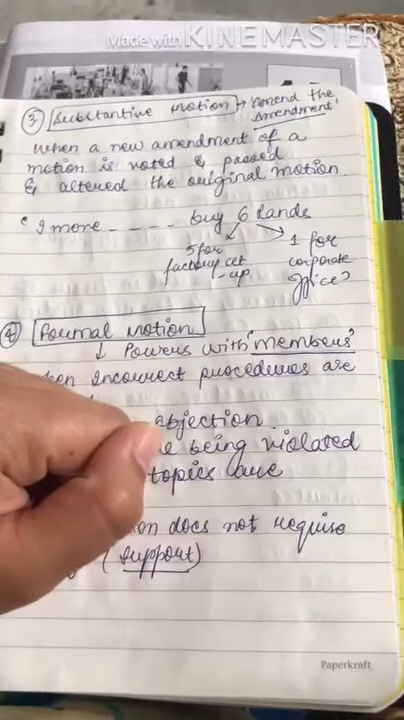 Made with KINEMASTER
③ Substantive Motion → 'Amend the
Amendment'
When a new amendment of a
motion is voted & passed
& altered the original motion.
"I move ----- buy 6 Lands
5 for
factory set
-up
1 for
corporate
office"
④ Formal Motion
↓ Powers with 'members'
incorrect procedures are
objection.
being violated
topics are
does not require
(support)
Paperkraft